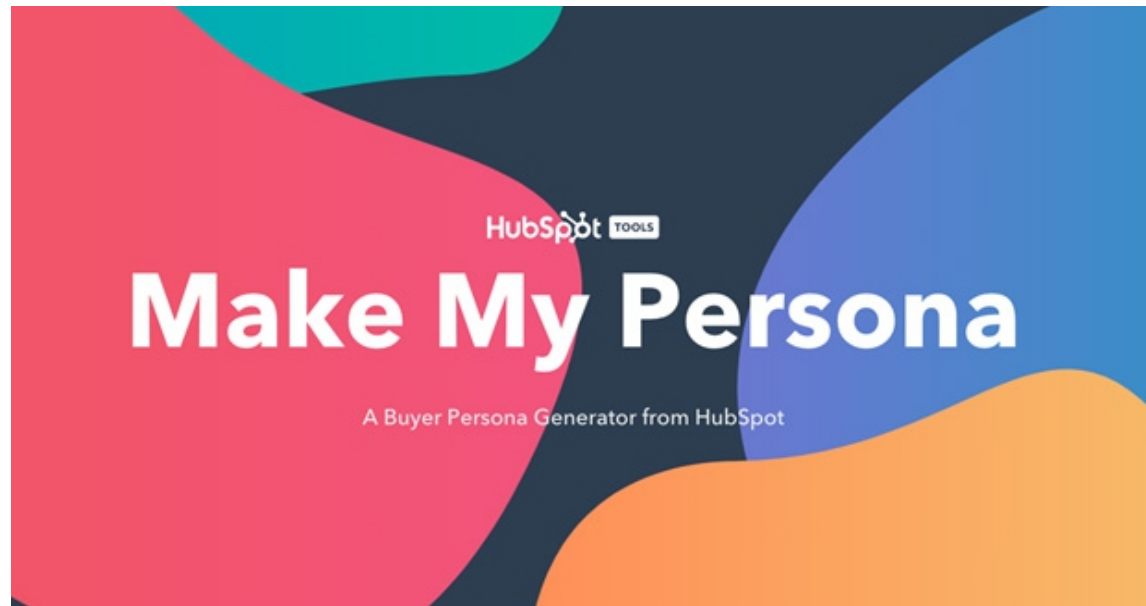 HubSpot TOOLS
Make My Persona
A Buyer Persona Generator from HubSpot